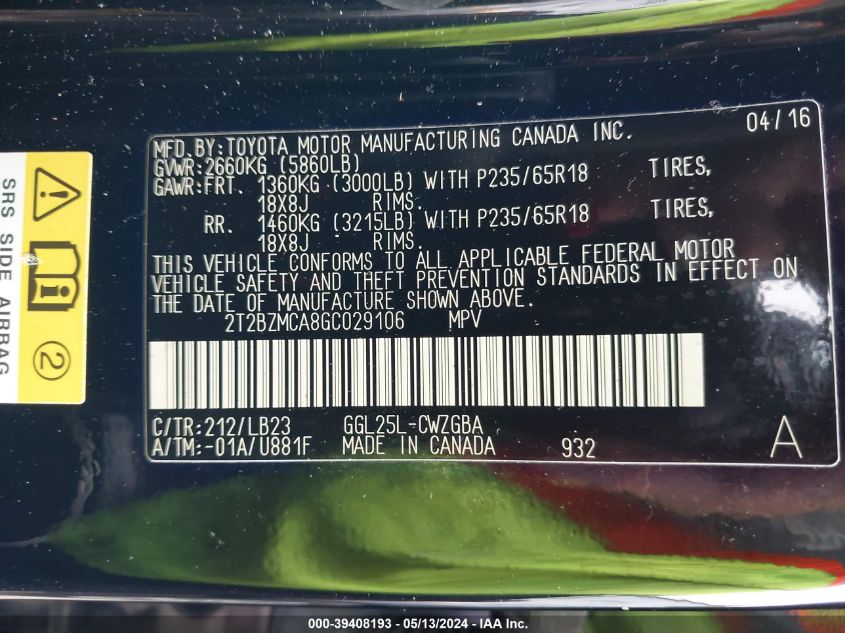 MFD.BY:TOYOTA MOTOR MANUFACTURING CANADA INC. 04/16
GVWR:2660KG (5860LB)
GAWR:FRT. 1360KG (3000LB) WITH P235/65R18 TIRES,
18X8J RIMS.
RR. 1460KG (3215LB) WITH P235/65R18 TIRES,
18X8J RIMS.
THIS VEHICLE CONFORMS TO ALL APPLICABLE FEDERAL MOTOR
VEHICLE SAFETY AND THEFT PREVENTION STANDARDS IN EFFECT ON
THE DATE OF MANUFACTURE SHOWN ABOVE.
2T2BZMCA8GC029106 MPV
C/TR:212/LB23 GGL25L-CWZGBA
A/TM:-01A/U881F MADE IN CANADA 932 A
SRS SIDE AIRBAG
2
000-39408193 - 05/13/2024 - IAA Inc.